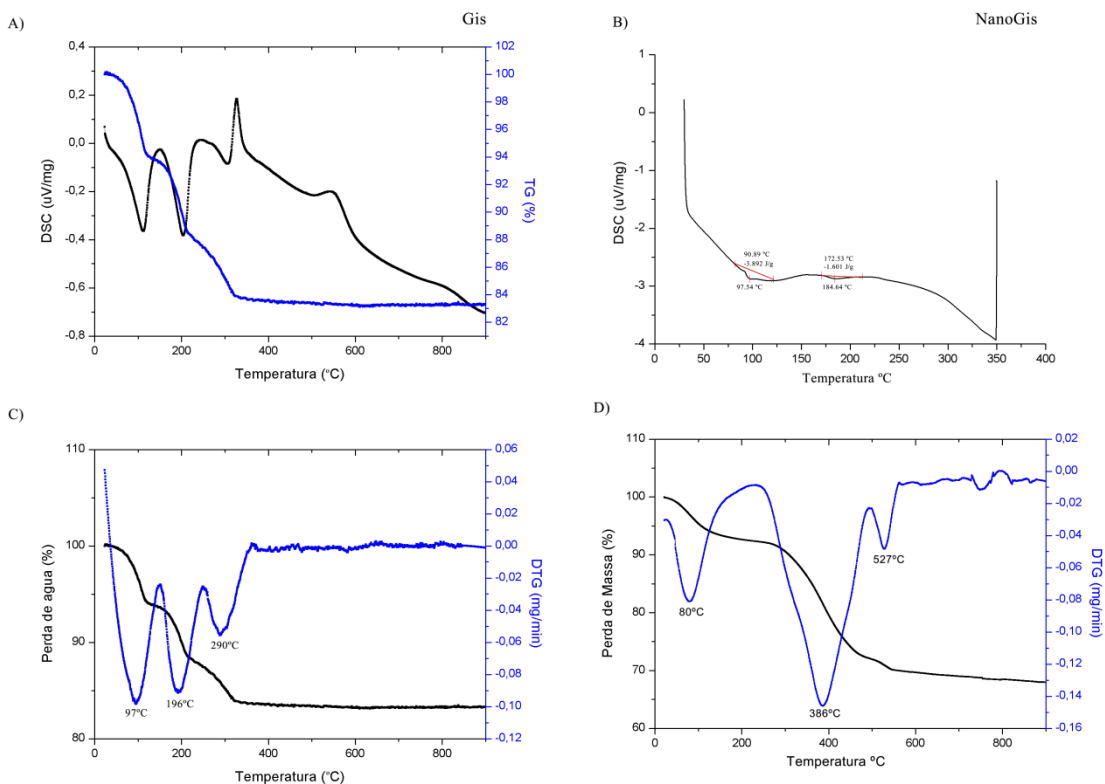 A)
Gis
0,4
0,2
0,0
-0,2
-0,4
-0,6
-0,8
DSC (uV/mg)
102
100
98
96
94
92
90
88
86
84
82
TG (%)
0 200 400 600 800
Temperatura (°C)
B)
NanoGis
1
0
-1
-2
-3
-4
DSC (uV/mg)
90.89 °C
-3.892 J/g
97.54 °C
172.53 °C
-1.601 J/g
184.64 °C
0 50 100 150 200 250 300 350 400
Temperatura ºC
C)
110
100
90
80
Perda de agua (%)
97ºC
196ºC
290ºC
0,06
0,04
0,02
0,00
-0,02
-0,04
-0,06
-0,08
-0,10
-0,12
DTG (mg/min)
0 200 400 600 800
Temperatura (°C)
D)
110
100
90
80
70
60
Perda de Massa (%)
80ºC
386ºC
527ºC
0,02
0,00
-0,02
-0,04
-0,06
-0,08
-0,10
-0,12
-0,14
-0,16
DTG (mg/min)
0 200 400 600 800
Temperatura ºC